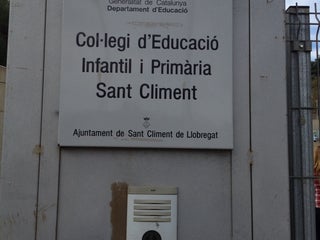 Generalitat de Catalunya
Departament d'Educació
Col·legi d'Educació
Infantil i Primària
Sant Climent
Ajuntament de Sant Climent de Llobregat